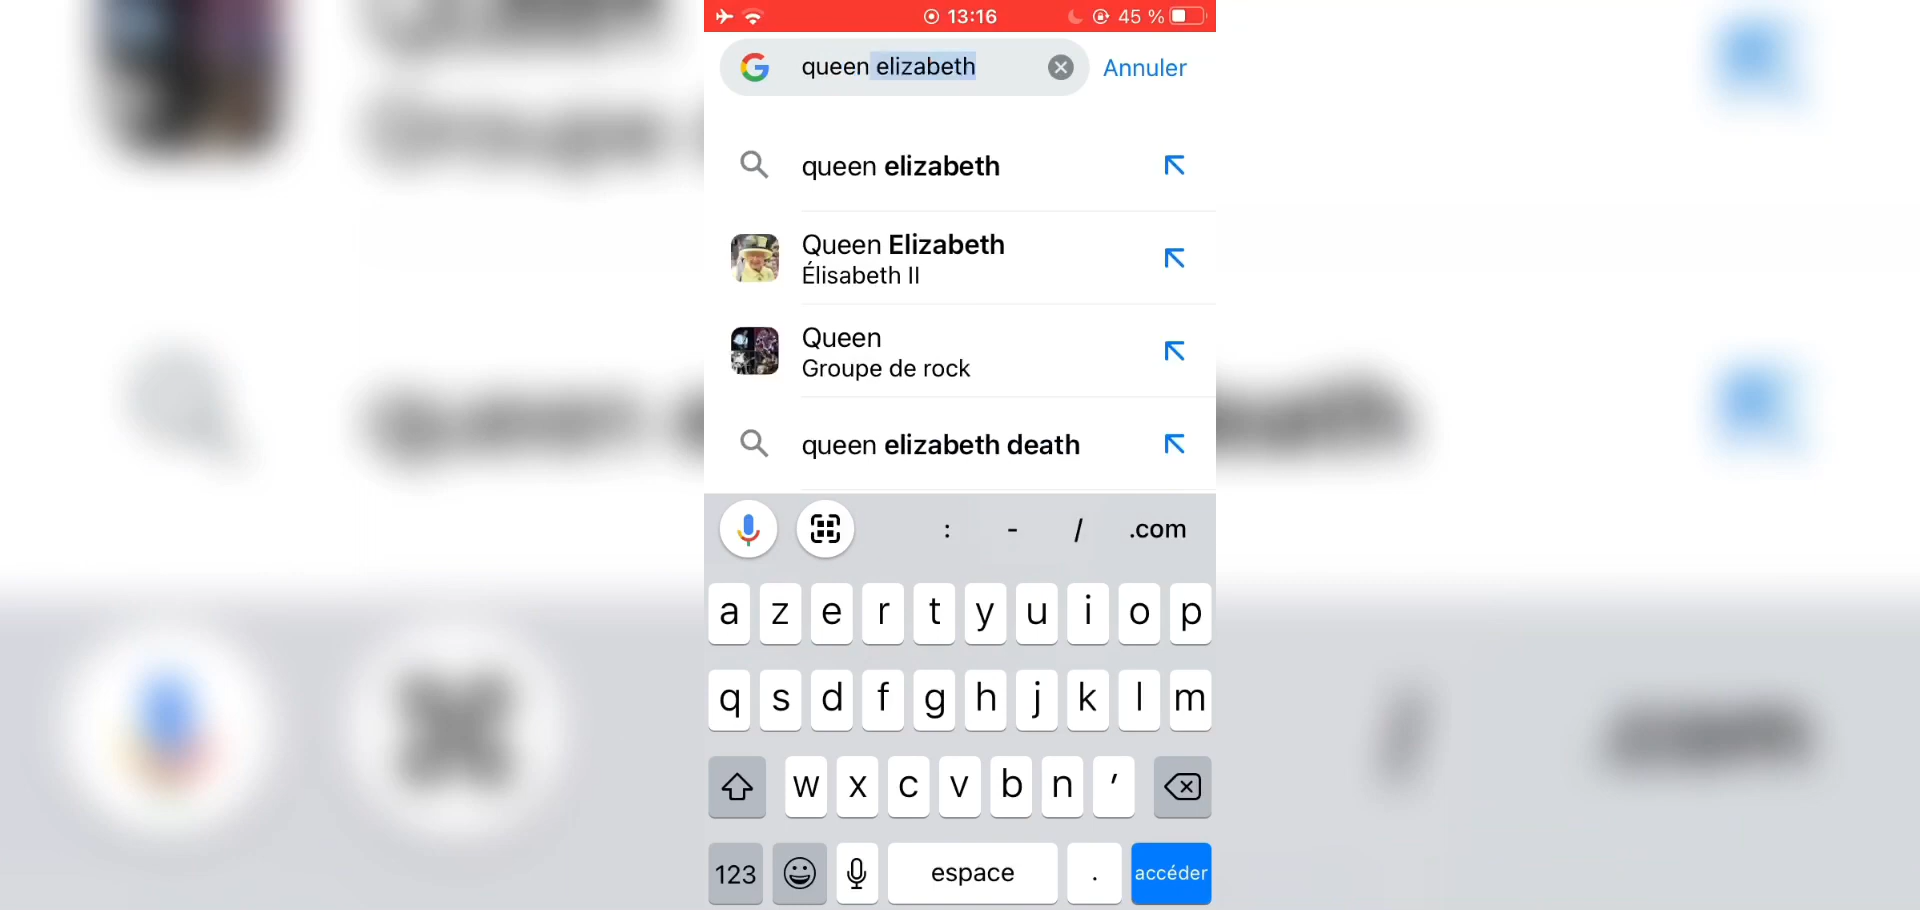 13:16
45 %
queen elizabeth
Annuler
queen elizabeth
Queen Elizabeth
Élisabeth II
Queen
Groupe de rock
queen elizabeth death
: - / .com
a z e r t y u i o p
q s d f g h j k l m
w x c v b n ′
123 espace . accéder